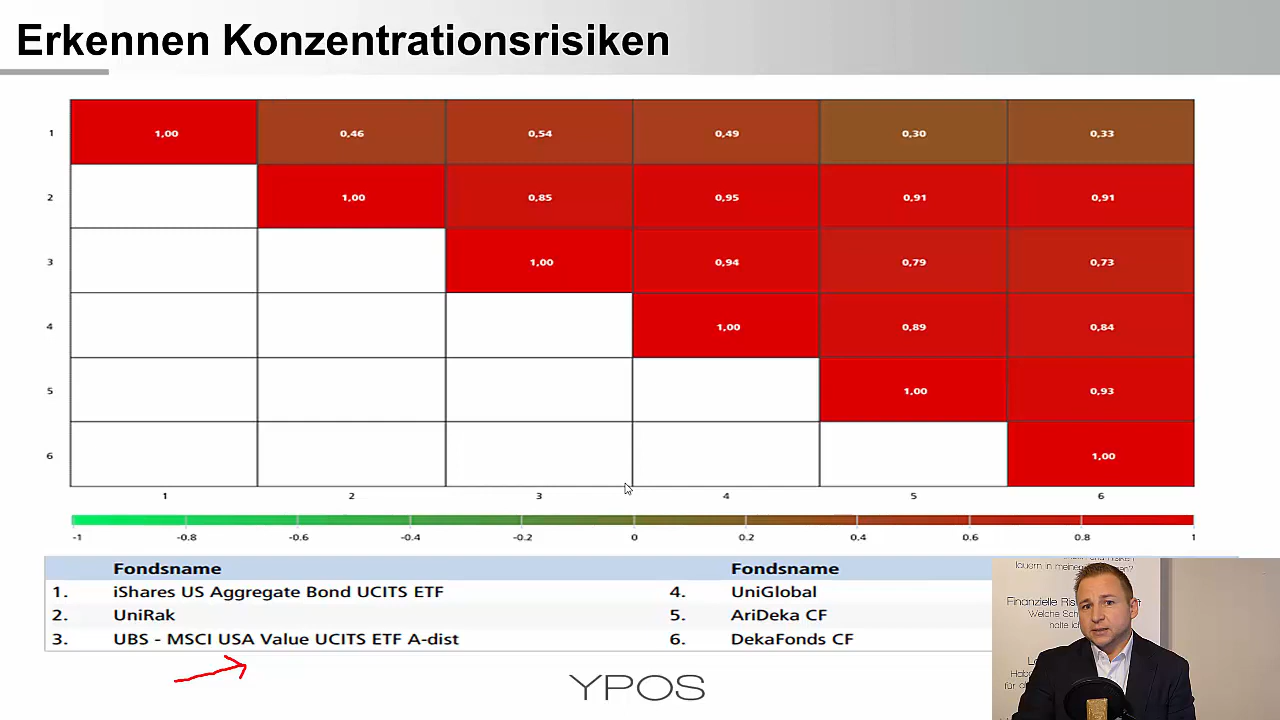 Erkennen Konzentrationsrisiken
1 1,00 0,46 0,54 0,49 0,30 0,33
2 1,00 0,85 0,95 0,91 0,91
3 1,00 0,94 0,79 0,73
4 1,00 0,89 0,84
5 1,00 0,93
6 1,00
1 2 3 4 5 6
-1 -0.8 -0.6 -0.4 -0.2 0 0.2 0.4 0.6 0.8 1
Fondsname Fondsname
1. iShares US Aggregate Bond UCITS ETF 4. UniGlobal
2. UniRak 5. AriDeka CF
3. UBS - MSCI USA Value UCITS ETF A-dist 6. DekaFonds CF
lauern in meine
Finanzielle
Welche
YPOS